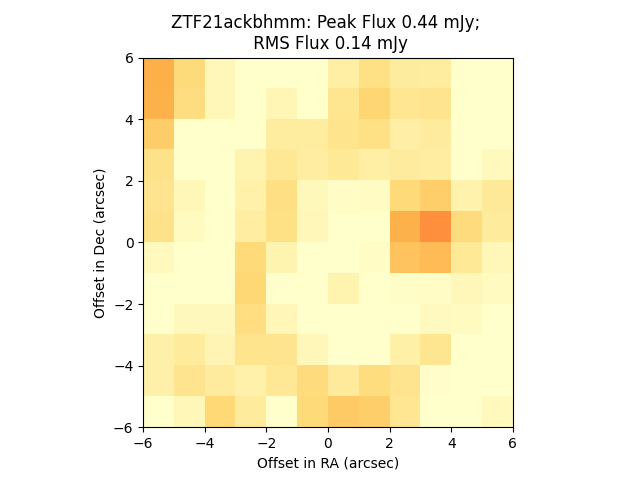 ZTF21ackbhmm: Peak Flux 0.44 mJy;
RMS Flux 0.14 mJy
6
4
2
0
−2
−4
−6
Offset in Dec (arcsec)
−6 −4 −2 0 2 4 6
Offset in RA (arcsec)